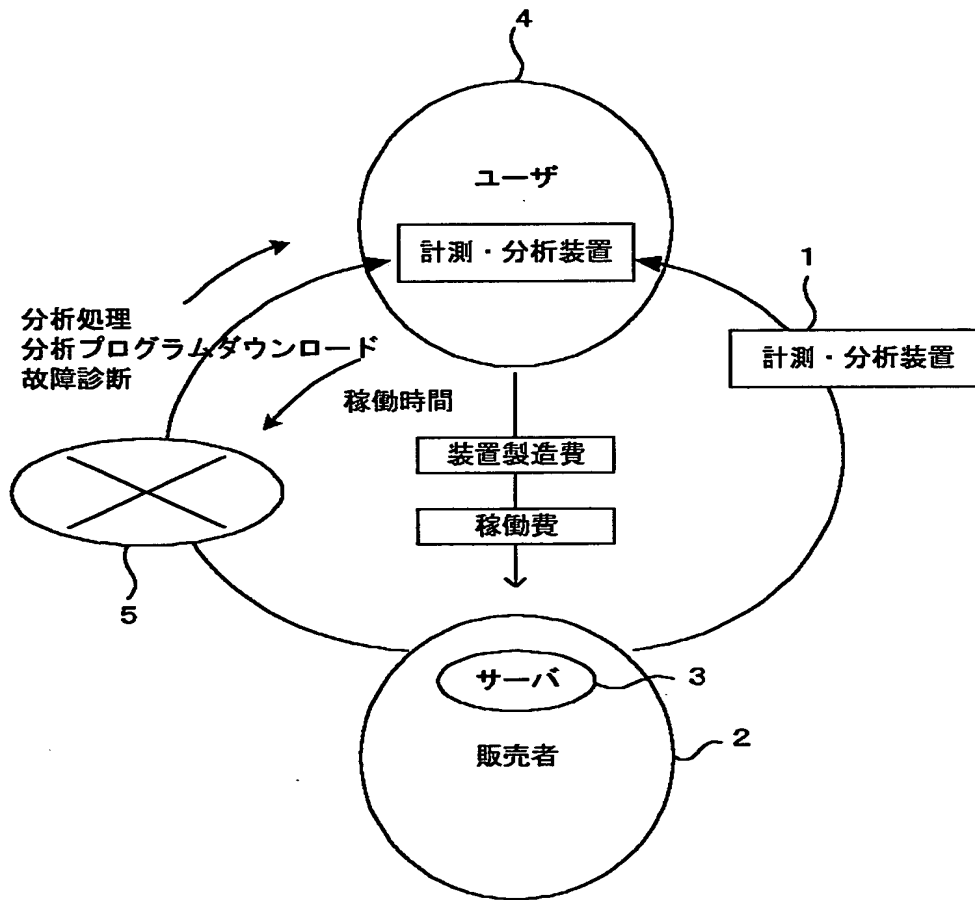 4
ユーザ
計測・分析装置
1
計測・分析装置
分析処理
分析プログラムダウンロード
故障診断
稼働時間
装置製造費
稼働費
5
サーバ
3
販売者
2